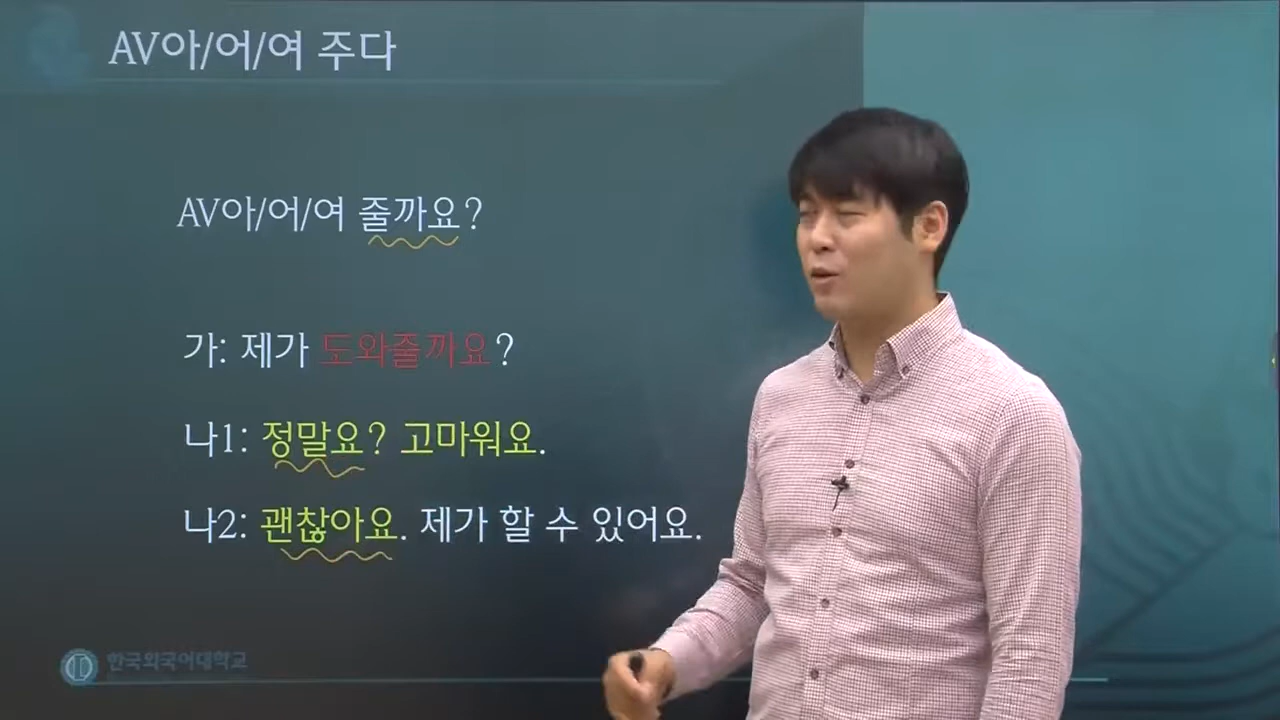 AV아/어/여 주다
AV아/어/여 줄까요?
가: 제가 도와줄까요?
나1: 정말요? 고마워요.
나2: 괜찮아요. 제가 할 수 있어요.
한국외국어대학교